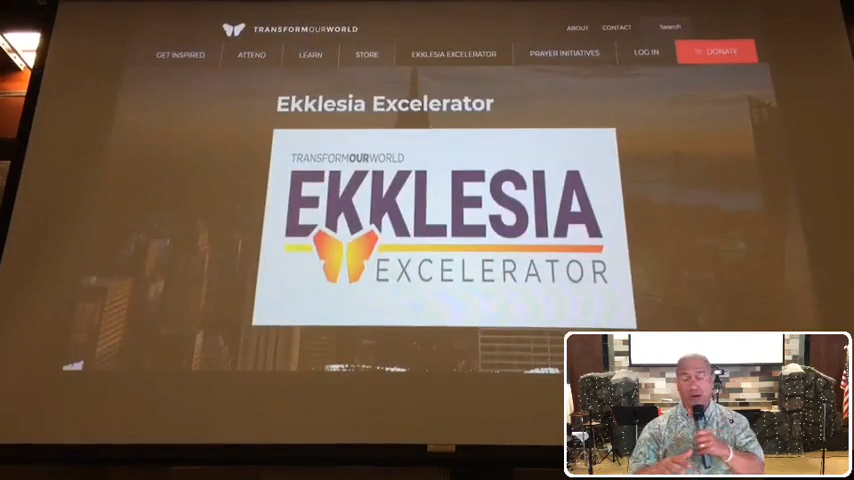 TRANSFORMOURWORLD
ABOUT CONTACT Search
GET INSPIRED ATTEND LEARN STORE EKKLESIA EXCELERATOR PRAYER INITIATIVES LOG IN DONATE
Ekklesia Excelerator
TRANSFORMOURWORLD
EKKLESIA
EXCELERATOR